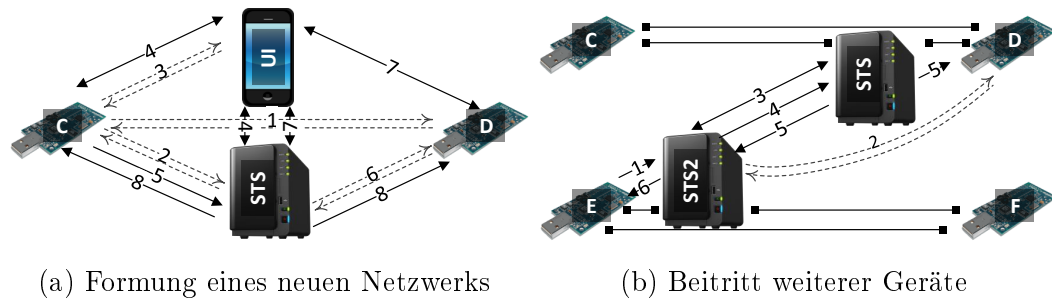 UI
4
3
7
C
1
D
4
7
2
5
8
STS
6
8
(a) Formung eines neuen Netzwerks
C
D
STS
5
3
4
5
2
STS2
1
6
E
F
(b) Beitritt weiterer Geräte